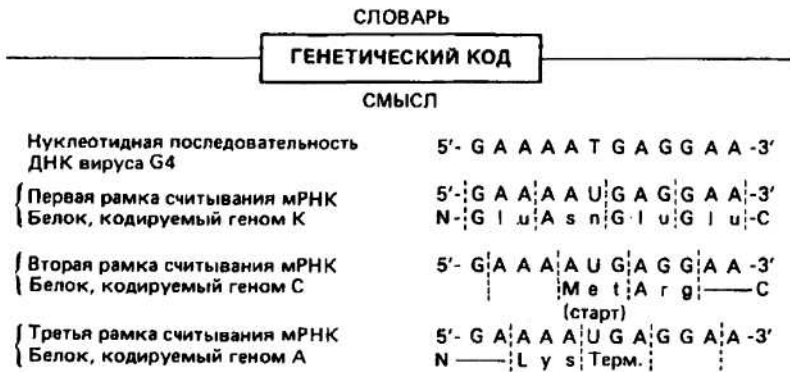 СЛОВАРЬ
ГЕНЕТИЧЕСКИЙ КОД
СМЫСЛ
Нуклеотидная последовательность 5'- G A A A A T G A G G A A -3'
ДНК вируса G4
Первая рамка считывания мРНК 5'- G A A A A U G A G G A A -3'
Белок, кодируемый геном К N- G l u A s n G l u G l u -C
Вторая рамка считывания мРНК 5'- G A A A A U G A G G A A -3'
Белок, кодируемый геном С M e t A r g — C
(старт)
Третья рамка считывания мРНК 5'- G A A A A U G A G G A A -3'
Белок, кодируемый геном А N — L y s Терм.